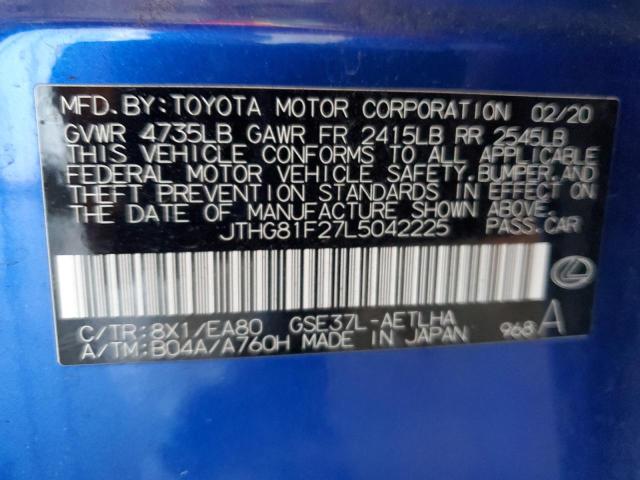 MFD.BY:TOYOTA MOTOR CORPORATION 02/20
GVWR 4735LB GAWR FR 2415LB RR 2545LB
THIS VEHICLE CONFORMS TO ALL APPLICABLE
FEDERAL MOTOR VEHICLE SAFETY,BUMPER,AND
THEFT PREVENTION STANDARDS IN EFFECT ON
THE DATE OF MANUFACTURE SHOWN ABOVE.
JTHG81F27L5042225 PASS.CAR
C/TR:8X1/EA80 GSE37L-AETLHA
A/TM:B04A/A760H MADE IN JAPAN 968 A